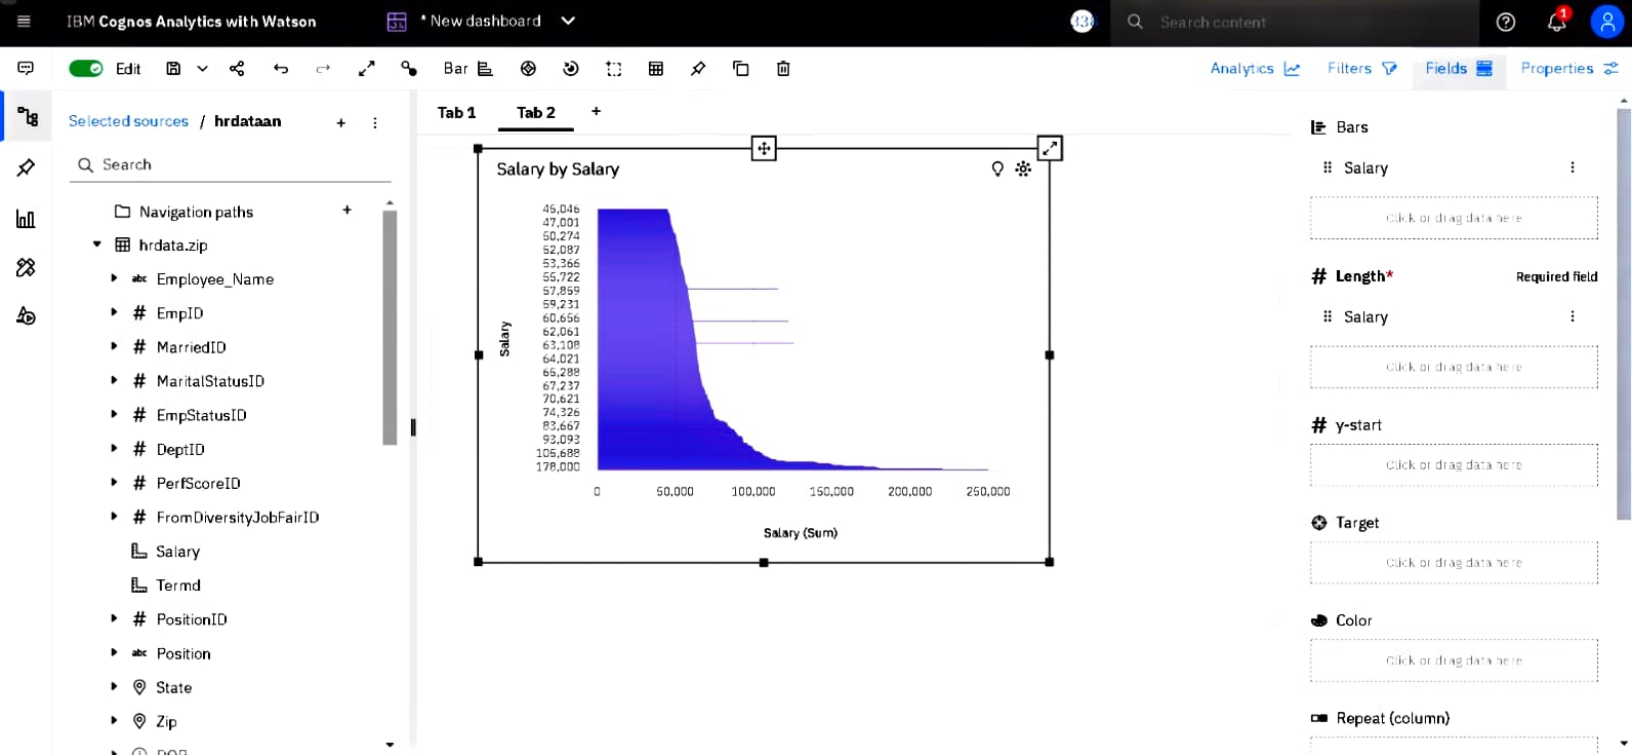 IBM Cognos Analytics with Watson
* New dashboard
Search content
1
Edit
Bar
Analytics
Filters
Fields
Properties
Selected sources / hrdataan
Search
Navigation paths
hrdata.zip
abc Employee_Name
# EmpID
# MarriedID
# MaritalStatusID
# EmpStatusID
# DeptID
# PerfScoreID
# FromDiversityJobFairID
Salary
Termd
# PositionID
abc Position
State
Zip
Tab 1
Tab 2
+
Salary by Salary
Salary
45,046
47,001
50,274
52,087
53,366
55,722
57,859
59,231
60,656
62,061
63,108
64,021
65,288
67,237
70,621
74,326
83,667
93,093
105,688
178,000
0
50,000
100,000
150,000
200,000
250,000
Salary (Sum)
Bars
Salary
Click or drag data here
# Length*
Required field
Salary
Click or drag data here
# y-start
Click or drag data here
Target
Click or drag data here
Color
Click or drag data here
Repeat (column)